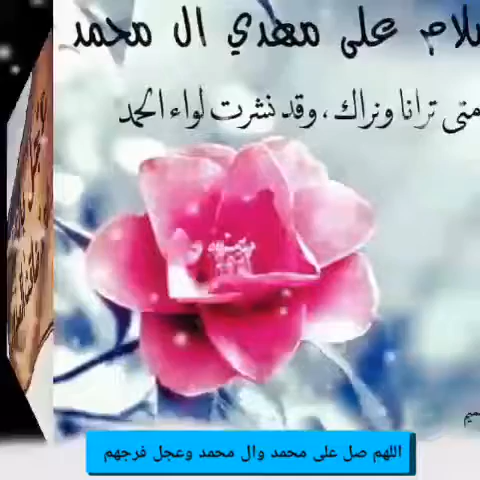 لام على مهدي ال محمد
متى ترانا ونراك ، وقد نشرت لواء الحمد
اللهم صل على محمد وال محمد وعجل فرجهم